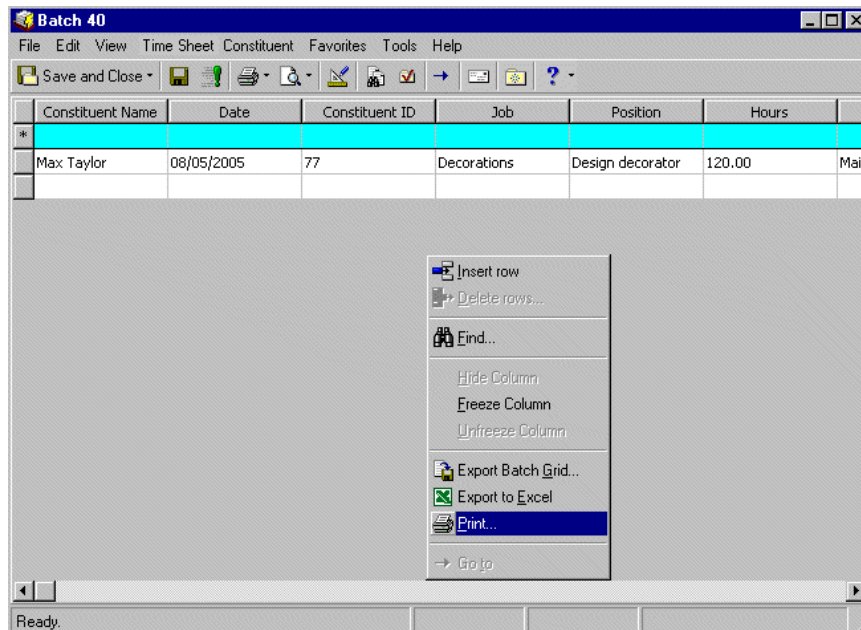 Batch 40
File Edit View Time Sheet Constituent Favorites Tools Help
Save and Close
Constituent Name Date Constituent ID Job Position Hours
*
Max Taylor 08/05/2005 77 Decorations Design decorator 120.00 Mai
Insert row
Delete rows...
Find...
Hide Column
Freeze Column
Unfreeze Column
Export Batch Grid...
Export to Excel
Print...
Go to
Ready.